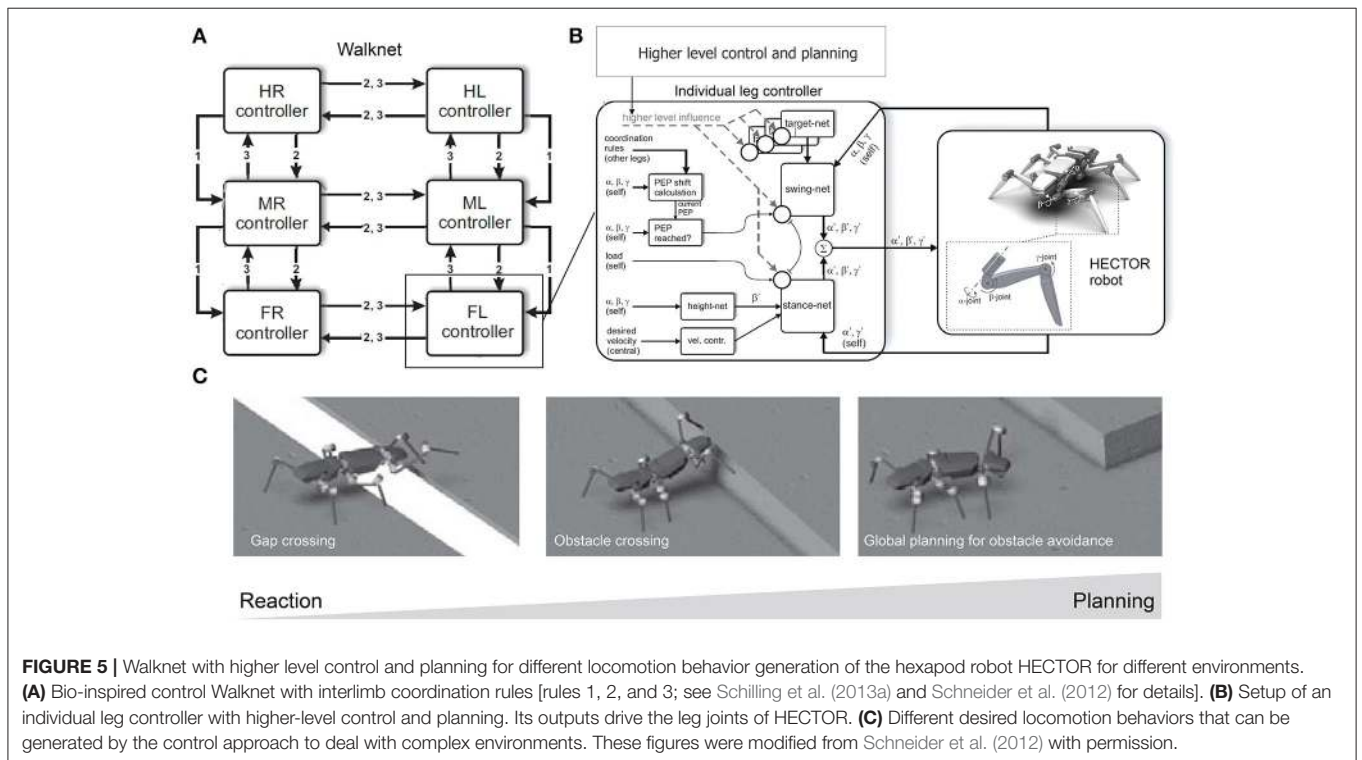 A
Walknet
HR
controller
HL
controller
2, 3
2, 3
1
3
2
3
2
1
MR
controller
ML
controller
2, 3
2, 3
1
3
2
3
2
1
FR
controller
FL
controller
2, 3
2, 3
B
Higher level control and planning
Individual leg controller
higher level influence
target-net
coordination
rules
(other legs)
α, β, γ
(self)
PEP shift
calculation
current
PEP
α, β, γ
(self)
PEP
reached?
load
(self)
α, β, γ
(self)
height-net
β'
desired
velocity
(central)
vel. contr.
swing-net
α, β, γ
(self)
α', β', γ'
Σ
α', β', γ'
α', β', γ'
stance-net
α', γ'
(self)
γ-joint
α-joint
β-joint
HECTOR
robot
C
Gap crossing
Obstacle crossing
Global planning for obstacle avoidance
Reaction
Planning
FIGURE 5 | Walknet with higher level control and planning for different locomotion behavior generation of the hexapod robot HECTOR for different environments.
(A) Bio-inspired control Walknet with interlimb coordination rules [rules 1, 2, and 3; see Schilling et al. (2013a) and Schneider et al. (2012) for details]. (B) Setup of an
individual leg controller with higher-level control and planning. Its outputs drive the leg joints of HECTOR. (C) Different desired locomotion behaviors that can be
generated by the control approach to deal with complex environments. These figures were modified from Schneider et al. (2012) with permission.